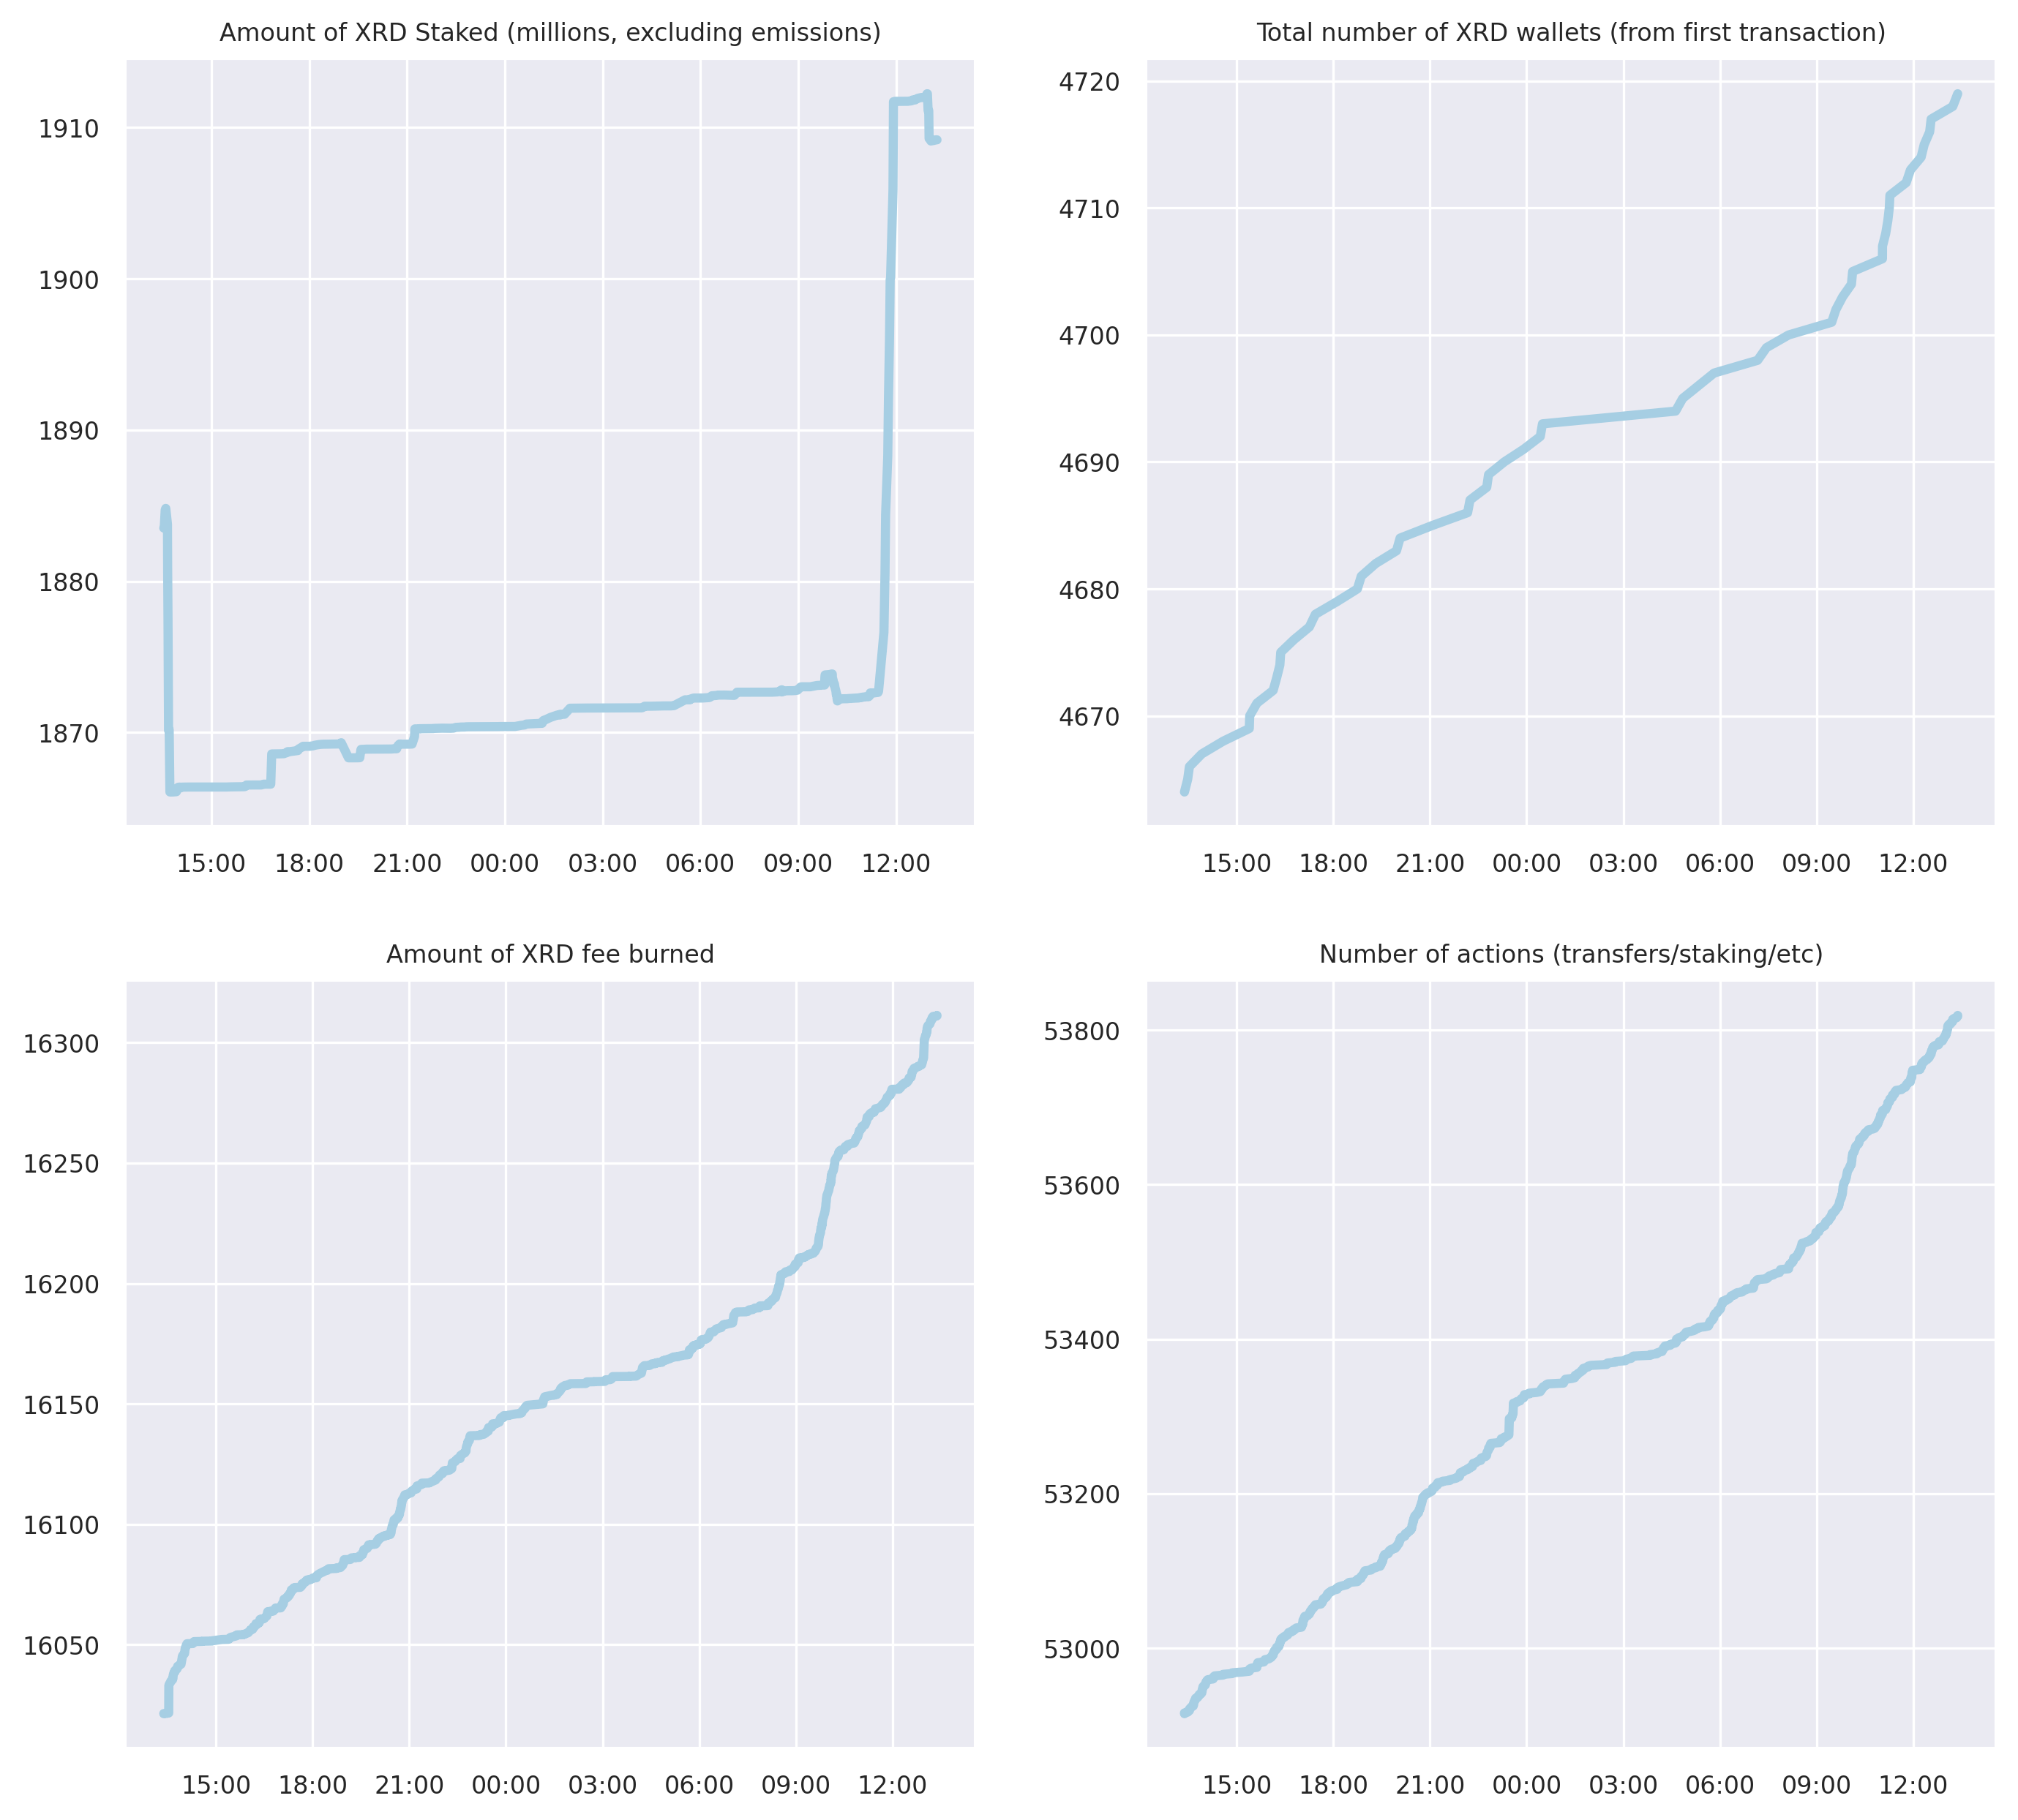 Amount of XRD Staked (millions, excluding emissions)
1910
1900
1890
1880
1870
15:00 18:00 21:00 00:00 03:00 06:00 09:00 12:00
Total number of XRD wallets (from first transaction)
4720
4710
4700
4690
4680
4670
15:00 18:00 21:00 00:00 03:00 06:00 09:00 12:00
Amount of XRD fee burned
16300
16250
16200
16150
16100
16050
15:00 18:00 21:00 00:00 03:00 06:00 09:00 12:00
Number of actions (transfers/staking/etc)
53800
53600
53400
53200
53000
15:00 18:00 21:00 00:00 03:00 06:00 09:00 12:00